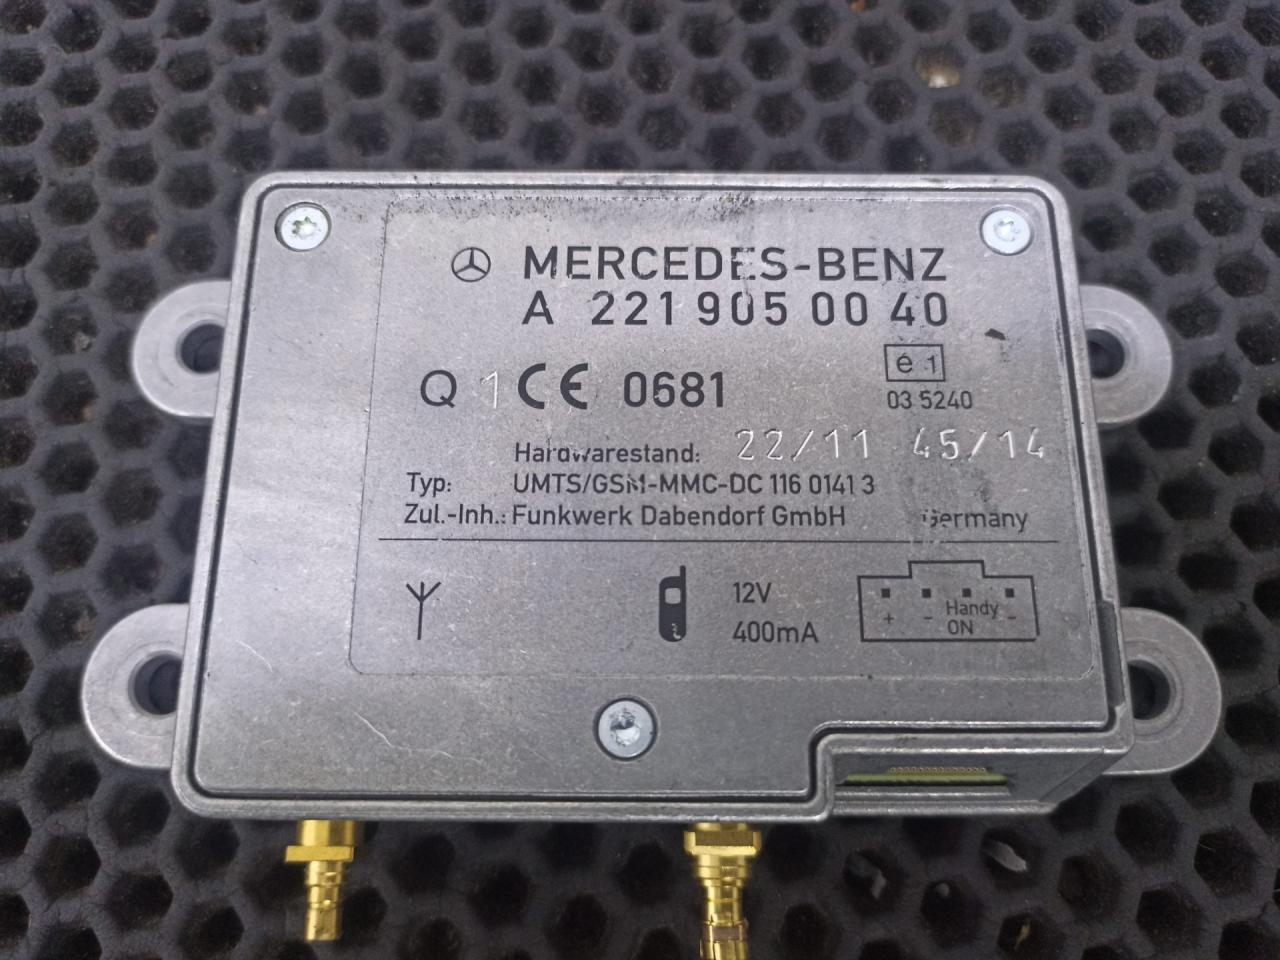 MERCEDES-BENZ
A 221 905 00 40
Q 1 CE 0681
e 1
03 5240
Hardwarestand: 22/11 45/14
Typ: UMTS/GSM-MMC-DC 116 0141 3
Zul.-Inh.: Funkwerk Dabendorf GmbH Germany
12V
400mA
+ - Handy -
ON